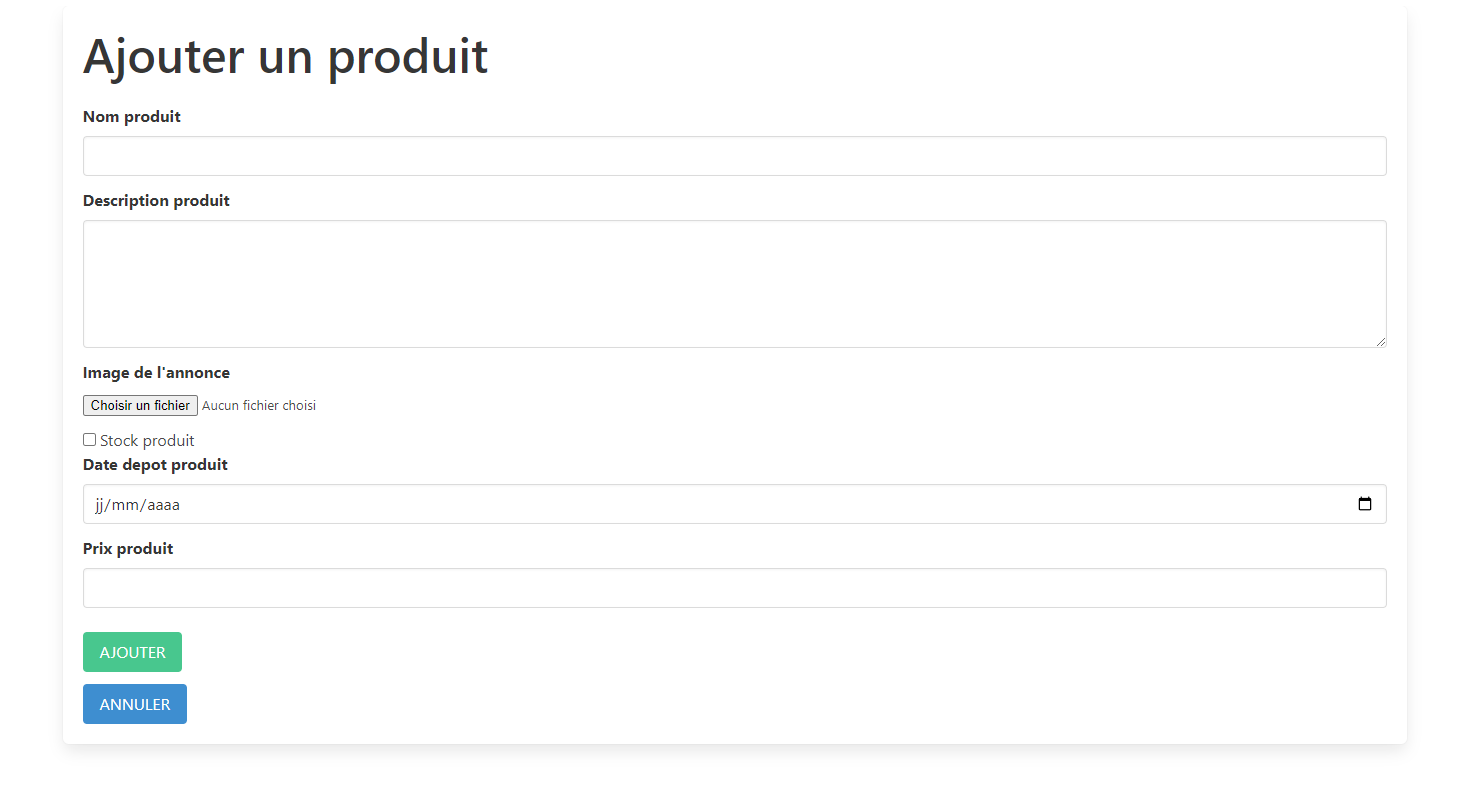 Ajouter un produit
Nom produit
Description produit
Image de l'annonce
Choisir un fichier Aucun fichier choisi
Stock produit
Date depot produit
jj/mm/aaaa
Prix produit
AJOUTER
ANNULER